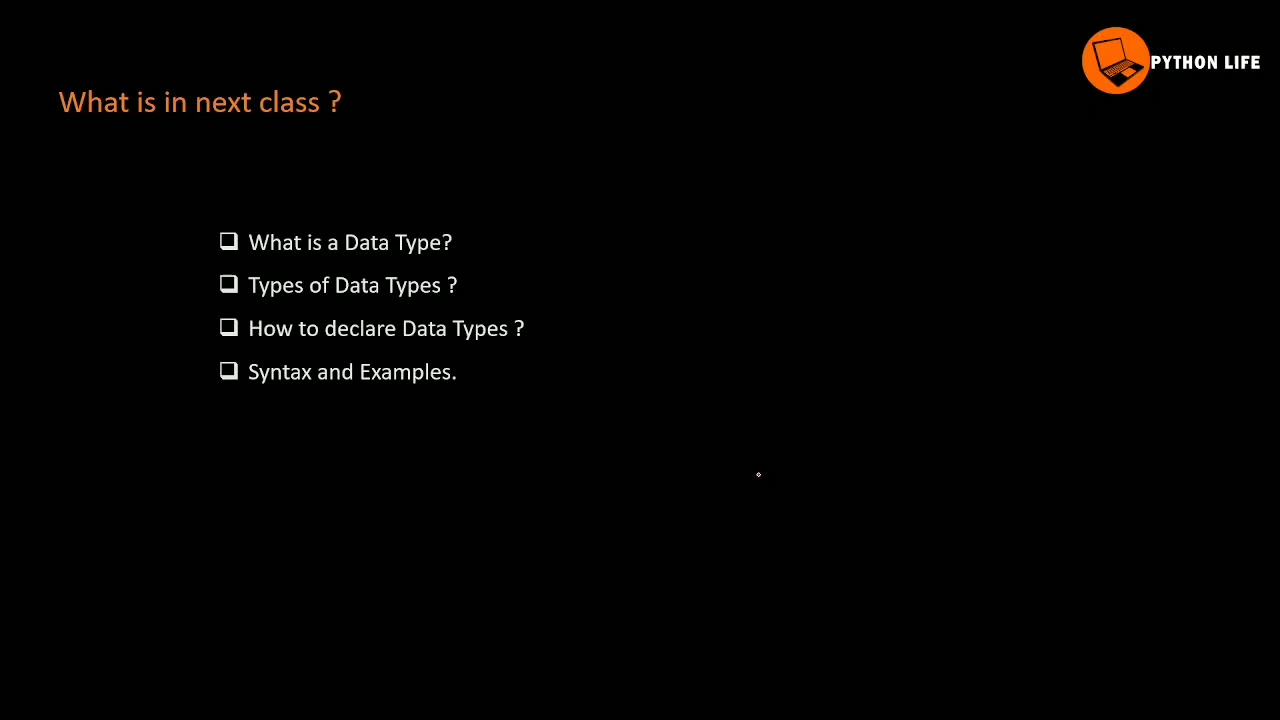 PYTHON LIFE
What is in next class ?
What is a Data Type?
Types of Data Types ?
How to declare Data Types ?
Syntax and Examples.